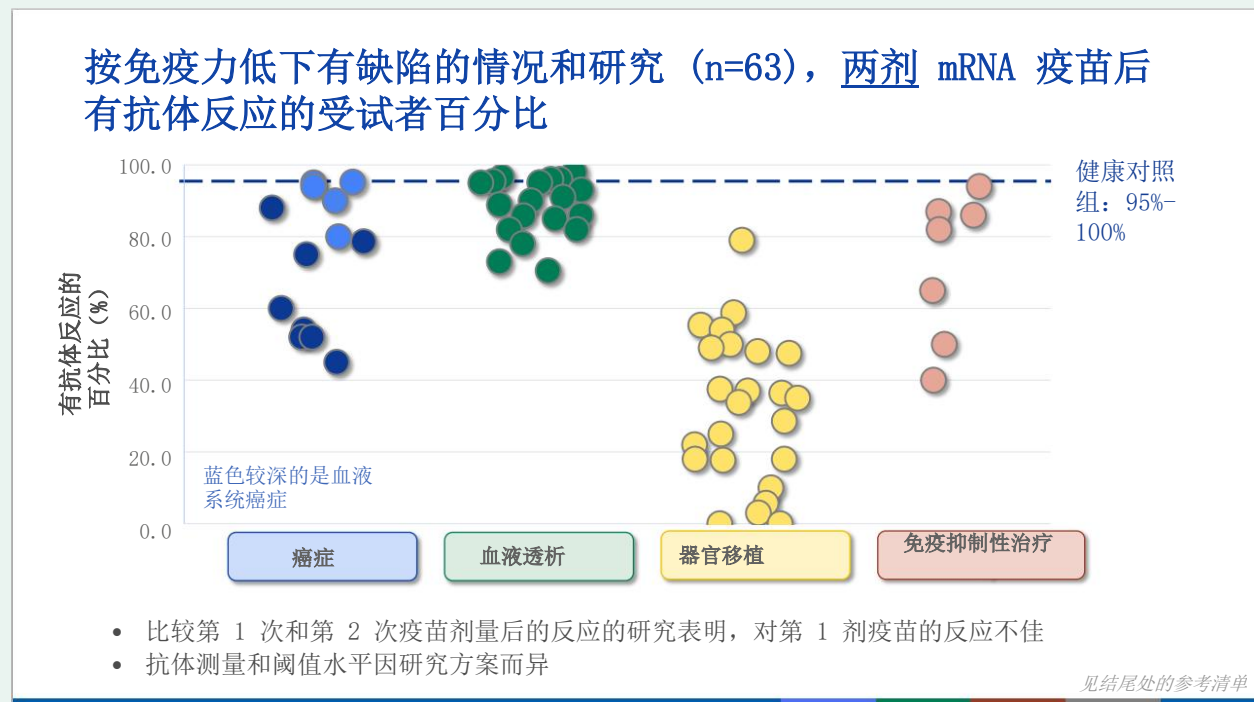 按免疫力低下有缺陷的情况和研究 (n=63)，两剂 mRNA 疫苗后
有抗体反应的受试者百分比
100.0
80.0
60.0
40.0
20.0
0.0
有抗体反应的
百分比 (%)
健康对照
组：95%-
100%
蓝色较深的是血液
系统癌症
癌症
血液透析
器官移植
免疫抑制性治疗
• 比较第 1 次和第 2 次疫苗剂量后的反应的研究表明，对第 1 剂疫苗的反应不佳
• 抗体测量和阈值水平因研究方案而异
见结尾处的参考清单